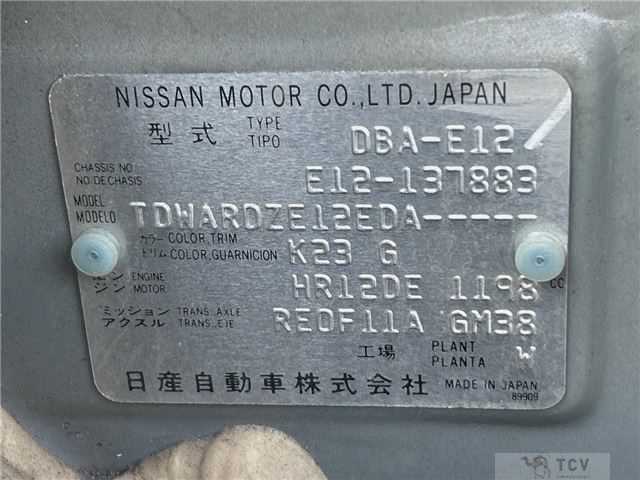 NISSAN MOTOR CO.,LTD. JAPAN
型式 TYPE TIPO DBA-E12
CHASSIS NO NO DE CHASIS E12-137883
MODEL MODELO TDWARDZE12EDA-----
カラー COLOR,TRIM
トリム COLOR,GUARNICION K23 G
エンジン ENGINE MOTOR HR12DE 1198 CC
ミッション TRANS. AXLE
アクスル TRANS. EJE RE0F11A GM38
工場 PLANT PLANTA W
日産自動車株式会社 MADE IN JAPAN
89909
TCV